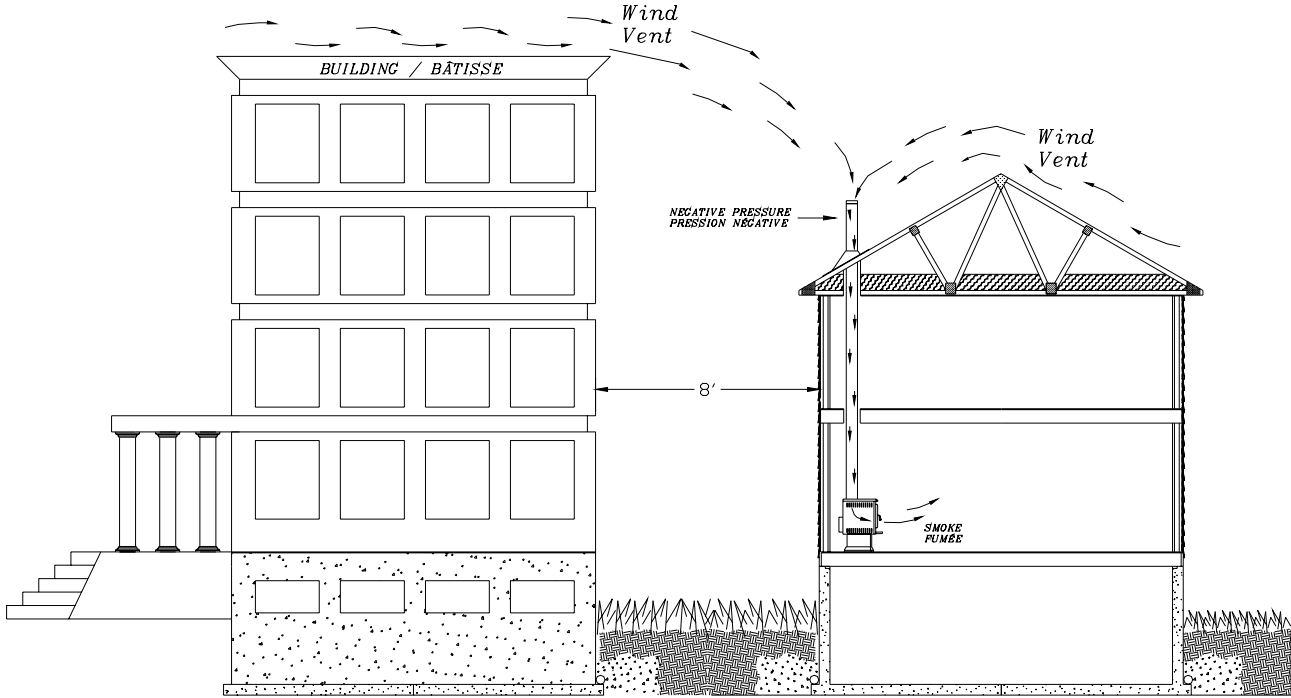 Wind
Vent
BUILDING / BÂTISSE
Wind
Vent
NEGATIVE PRESSURE
PRESSION NÉGATIVE
8'
SMOKE
FUMÉE